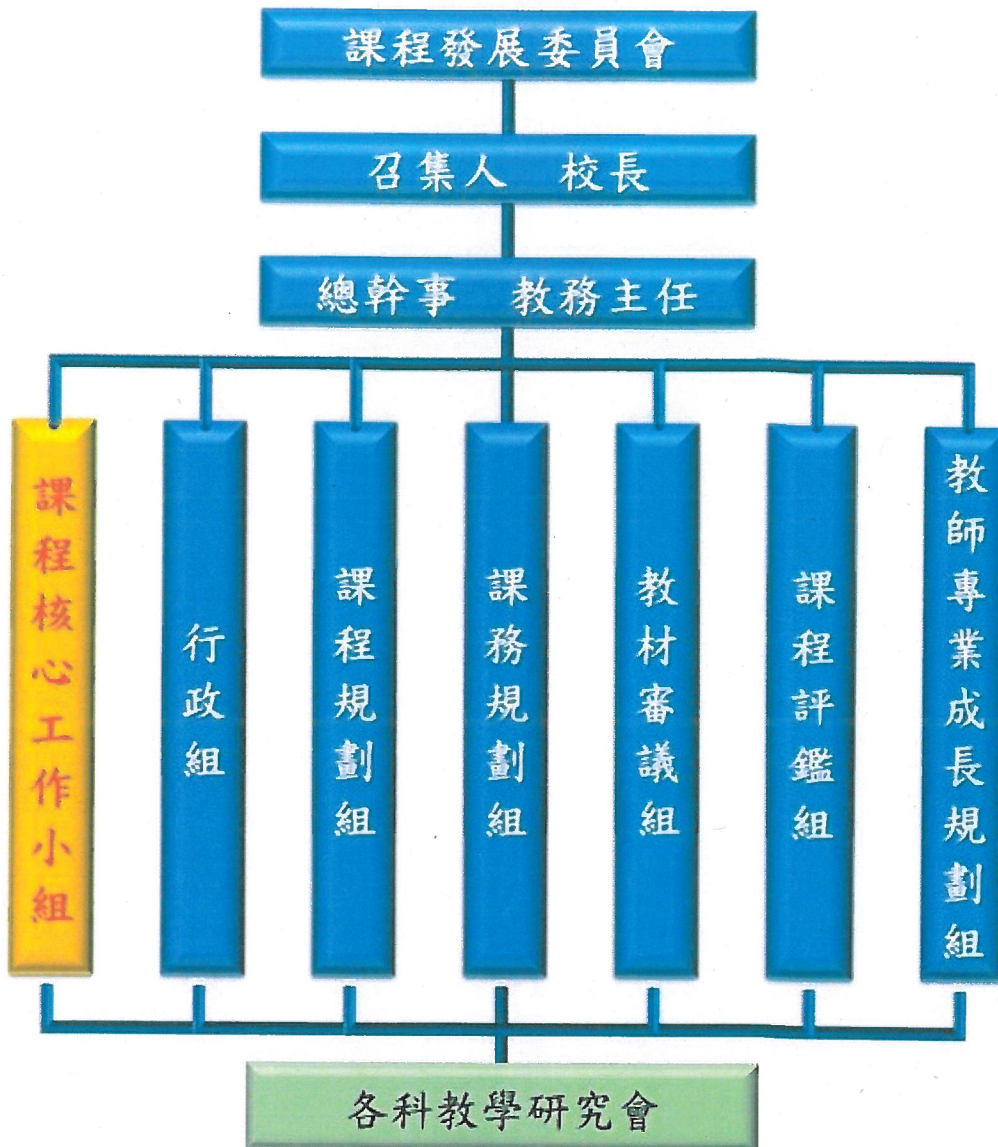 課程發展委員會
召集人　校長
總幹事　教務主任
課程核心工作小組
行政組
課程規劃組
課務規劃組
教材審議組
課程評鑑組
教師專業成長規劃組
各科教學研究會